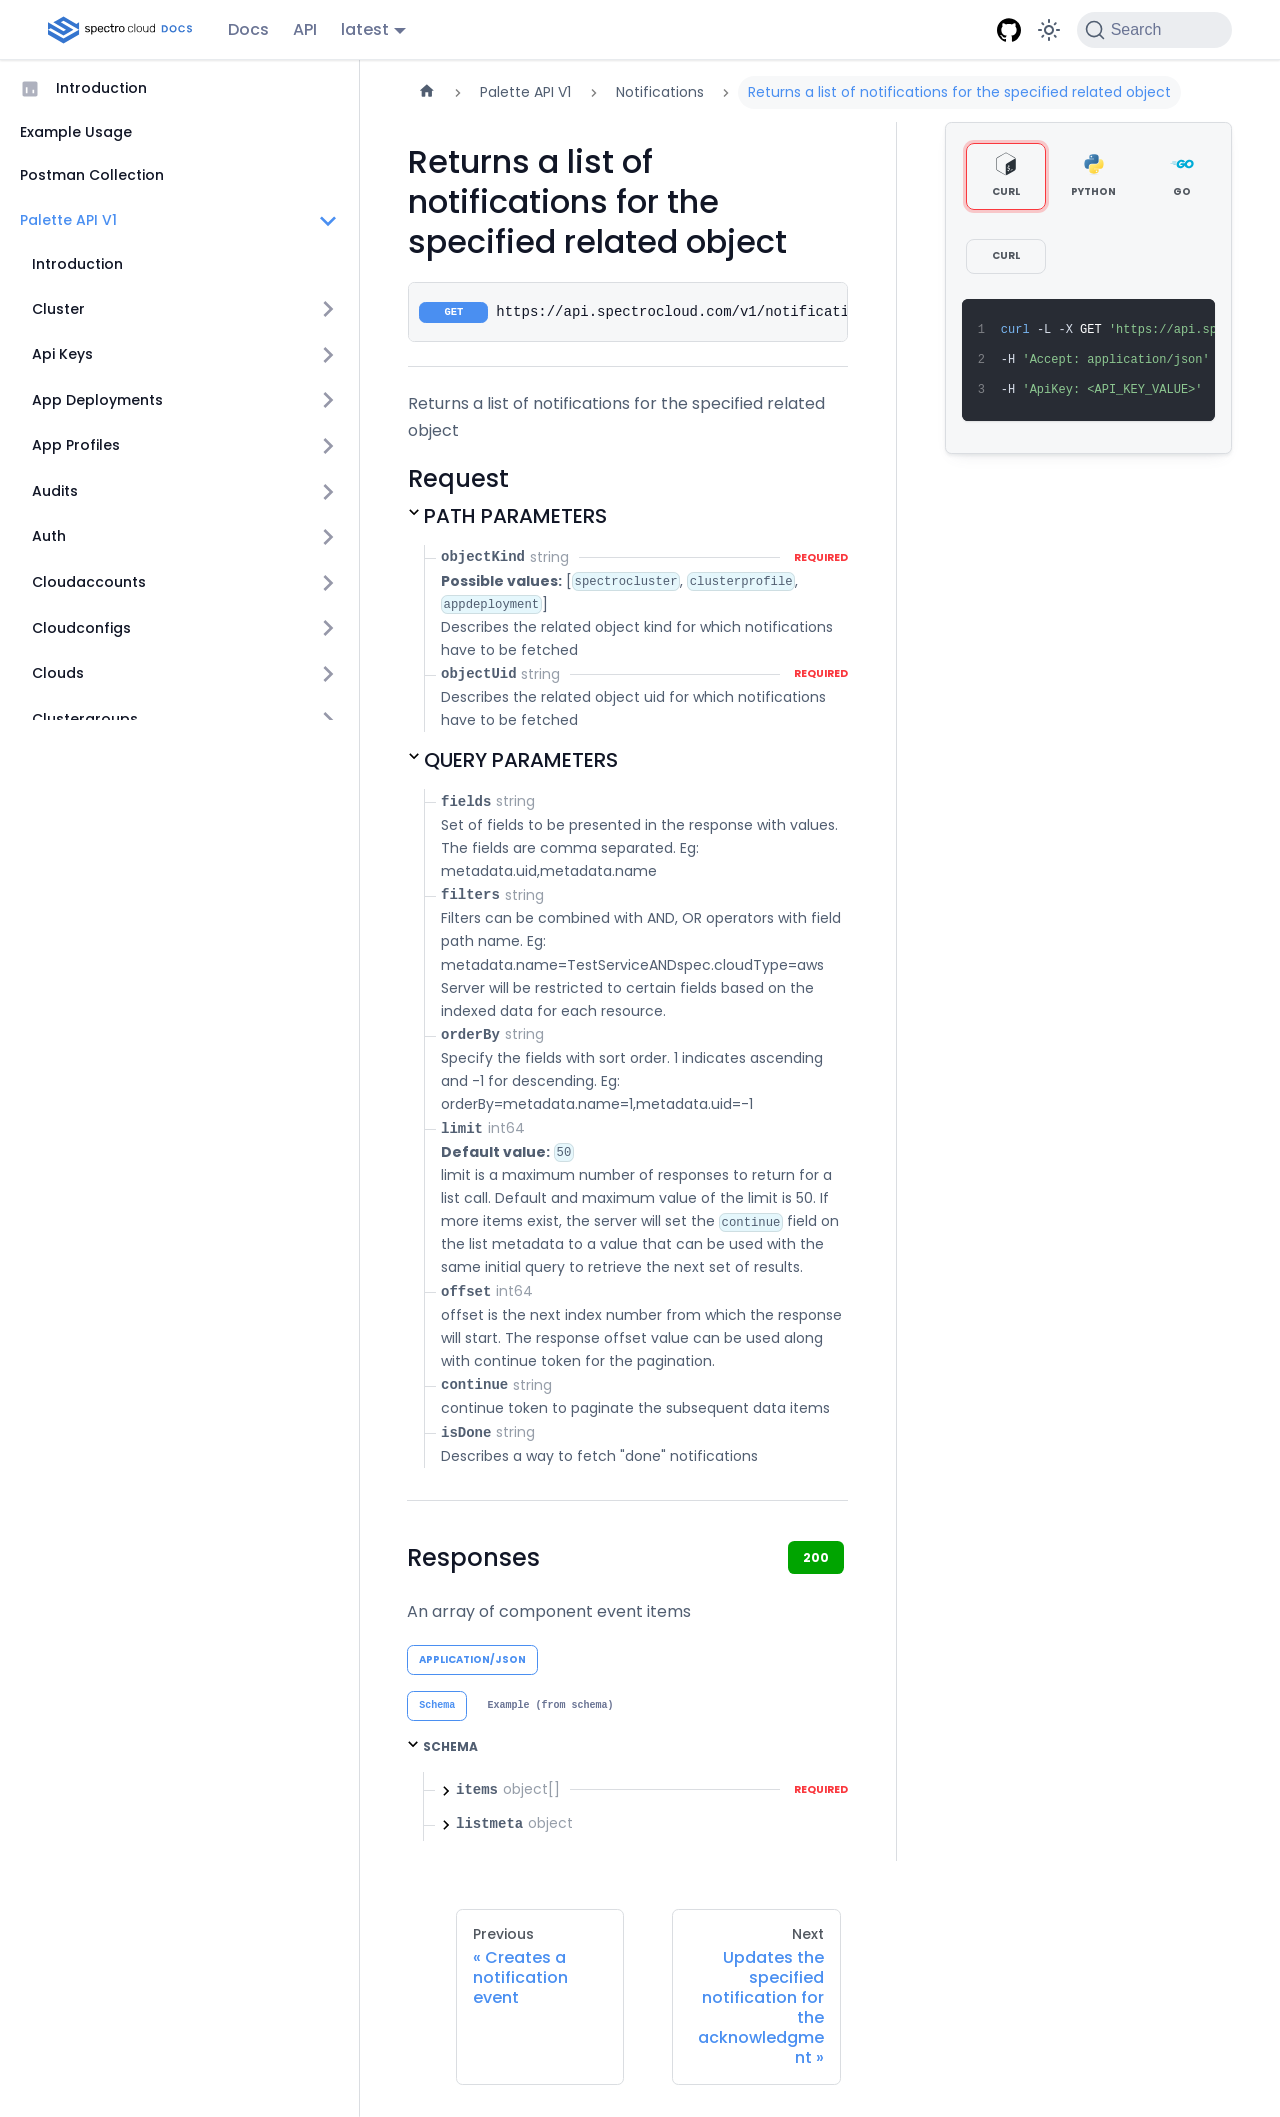 spectro cloud DOCS
Docs
API
latest
Search
Introduction
Example Usage
Postman Collection
Palette API V1
Introduction
Cluster
Api Keys
App Deployments
App Profiles
Audits
Auth
Cloudaccounts
Cloudconfigs
Clouds
Clustergroups
Palette API V1
Notifications
Returns a list of notifications for the specified related object
Returns a list of
notifications for the
specified related object
GET https://api.spectrocloud.com/v1/notificati
Returns a list of notifications for the specified related
object
Request
PATH PARAMETERS
objectKind string REQUIRED
Possible values: [spectrocluster, clusterprofile,
appdeployment]
Describes the related object kind for which notifications
have to be fetched
objectUid string REQUIRED
Describes the related object uid for which notifications
have to be fetched
QUERY PARAMETERS
fields string
Set of fields to be presented in the response with values.
The fields are comma separated. Eg:
metadata.uid,metadata.name
filters string
Filters can be combined with AND, OR operators with field
path name. Eg:
metadata.name=TestServiceANDspec.cloudType=aws
Server will be restricted to certain fields based on the
indexed data for each resource.
orderBy string
Specify the fields with sort order. 1 indicates ascending
and -1 for descending. Eg:
orderBy=metadata.name=1,metadata.uid=-1
limit int64
Default value: 50
limit is a maximum number of responses to return for a
list call. Default and maximum value of the limit is 50. If
more items exist, the server will set the continue field on
the list metadata to a value that can be used with the
same initial query to retrieve the next set of results.
offset int64
offset is the next index number from which the response
will start. The response offset value can be used along
with continue token for the pagination.
continue string
continue token to paginate the subsequent data items
isDone string
Describes a way to fetch "done" notifications
Responses
200
An array of component event items
APPLICATION/JSON
Schema
Example (from schema)
SCHEMA
items object[] REQUIRED
listmeta object
Previous
« Creates a
notification
event
Next
Updates the
specified
notification for
the
acknowledgme
nt »
CURL
PYTHON
GO
CURL
1 curl -L -X GET 'https://api.sp
2 -H 'Accept: application/json'
3 -H 'ApiKey: <API_KEY_VALUE>'